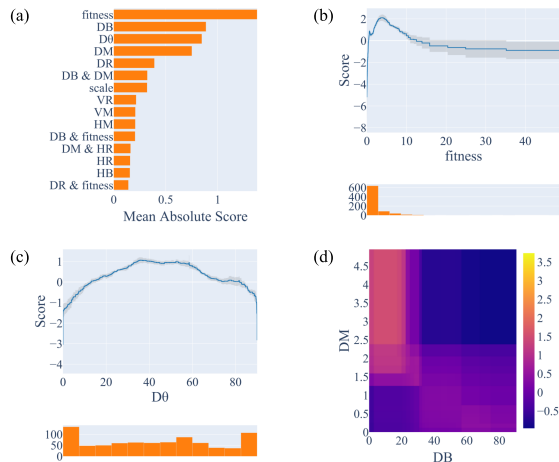 (a)
fitness
DB
Dθ
DM
DR
DB & DM
scale
VR
VM
HM
DB & fitness
DM & HR
HR
HB
DR & fitness
0 0.5 1
Mean Absolute Score
(b)
Score
8
6
4
2
0
−2
−4
−6
−8
0 10 20 30 40
fitness
600
400
200
0
(c)
Score
1
0
−1
−2
−3
−4
0 20 40 60 80
Dθ
100
50
0
(d)
DM
4.5
4
3.5
3
2.5
2
1.5
1
0.5
0
0 20 40 60 80
DB
3.5
3
2.5
2
1.5
1
0.5
0
−0.5